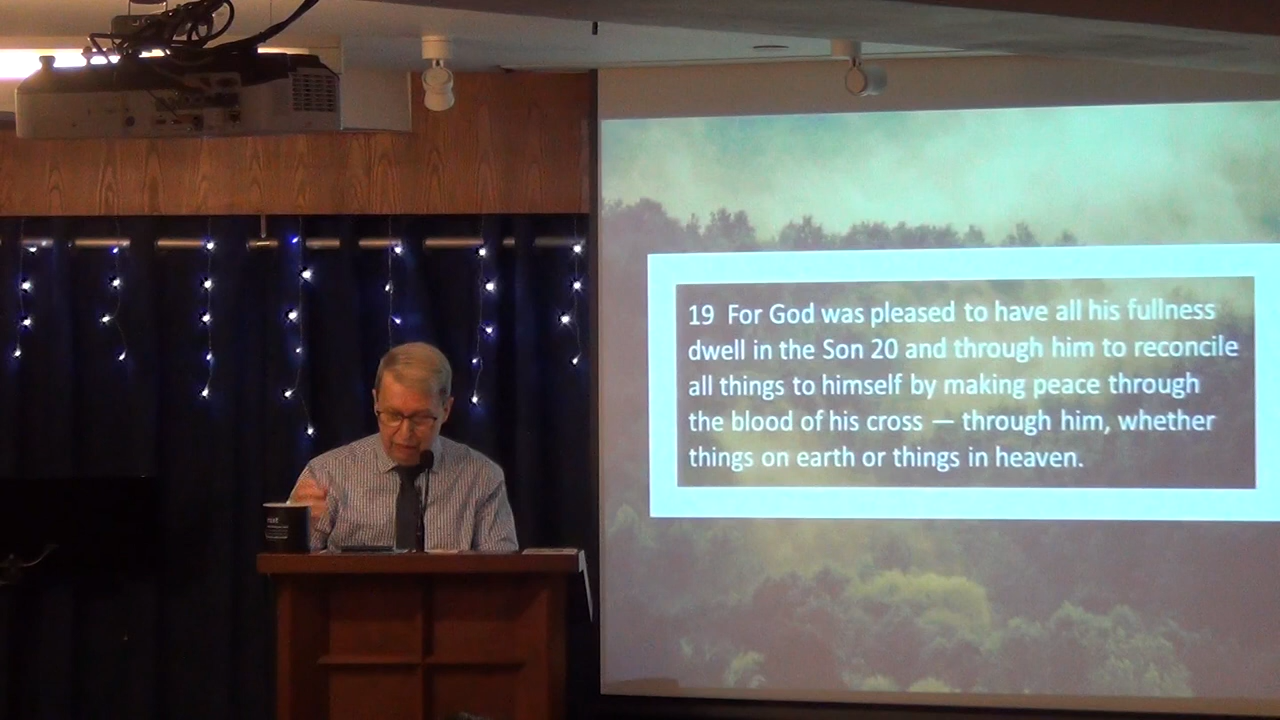 19 For God was pleased to have all his fullness
dwell in the Son 20 and through him to reconcile
all things to himself by making peace through
the blood of his cross — through him, whether
things on earth or things in heaven.